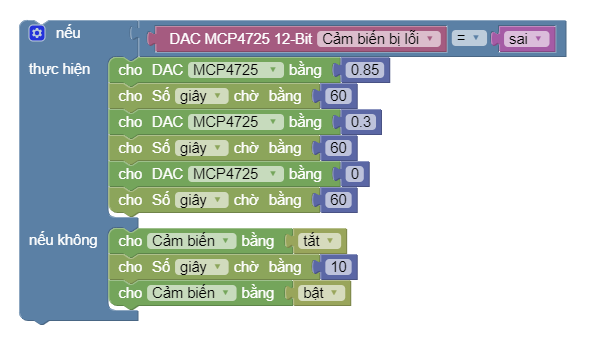 nếu DAC MCP4725 12-Bit Cảm biến bị lỗi = sai
thực hiện cho DAC MCP4725 bằng 0.85
cho Số giây chờ bằng 60
cho DAC MCP4725 bằng 0.3
cho Số giây chờ bằng 60
cho DAC MCP4725 bằng 0
cho Số giây chờ bằng 60
nếu không cho Cảm biến bằng tắt
cho Số giây chờ bằng 10
cho Cảm biến bằng bật